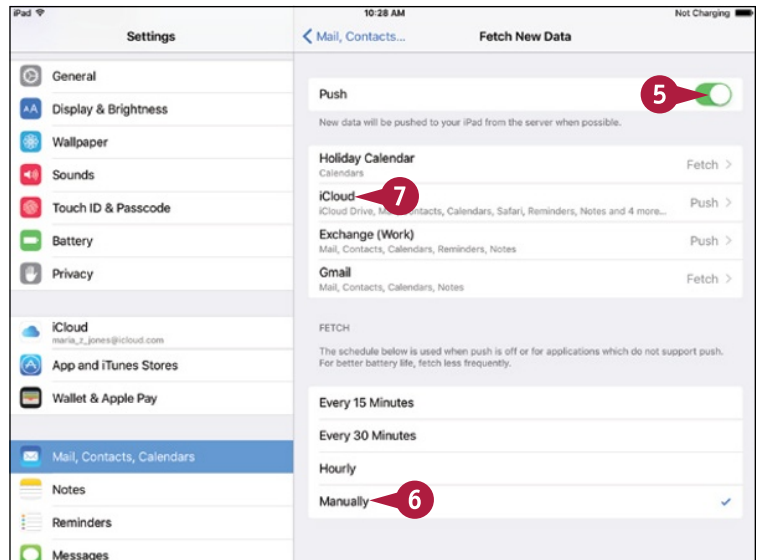 iPad 10:28 AM Not Charging
Settings
Mail, Contacts... Fetch New Data
General
Display & Brightness
Wallpaper
Sounds
Touch ID & Passcode
Battery
Privacy
iCloud
maria_z_jones@icloud.com
App and iTunes Stores
Wallet & Apple Pay
Mail, Contacts, Calendars
Notes
Reminders
Messages
Push 5
New data will be pushed to your iPad from the server when possible.
Holiday Calendar Fetch
Calendars
iCloud 7 Push
iCloud Drive, Contacts, Calendars, Safari, Reminders, Notes and 4 more...
Exchange (Work) Push
Mail, Contacts, Calendars, Reminders, Notes
Gmail Fetch
Mail, Contacts, Calendars, Notes
FETCH
The schedule below is used when push is off or for applications which do not support push.
For better battery life, fetch less frequently.
Every 15 Minutes
Every 30 Minutes
Hourly
Manually 6